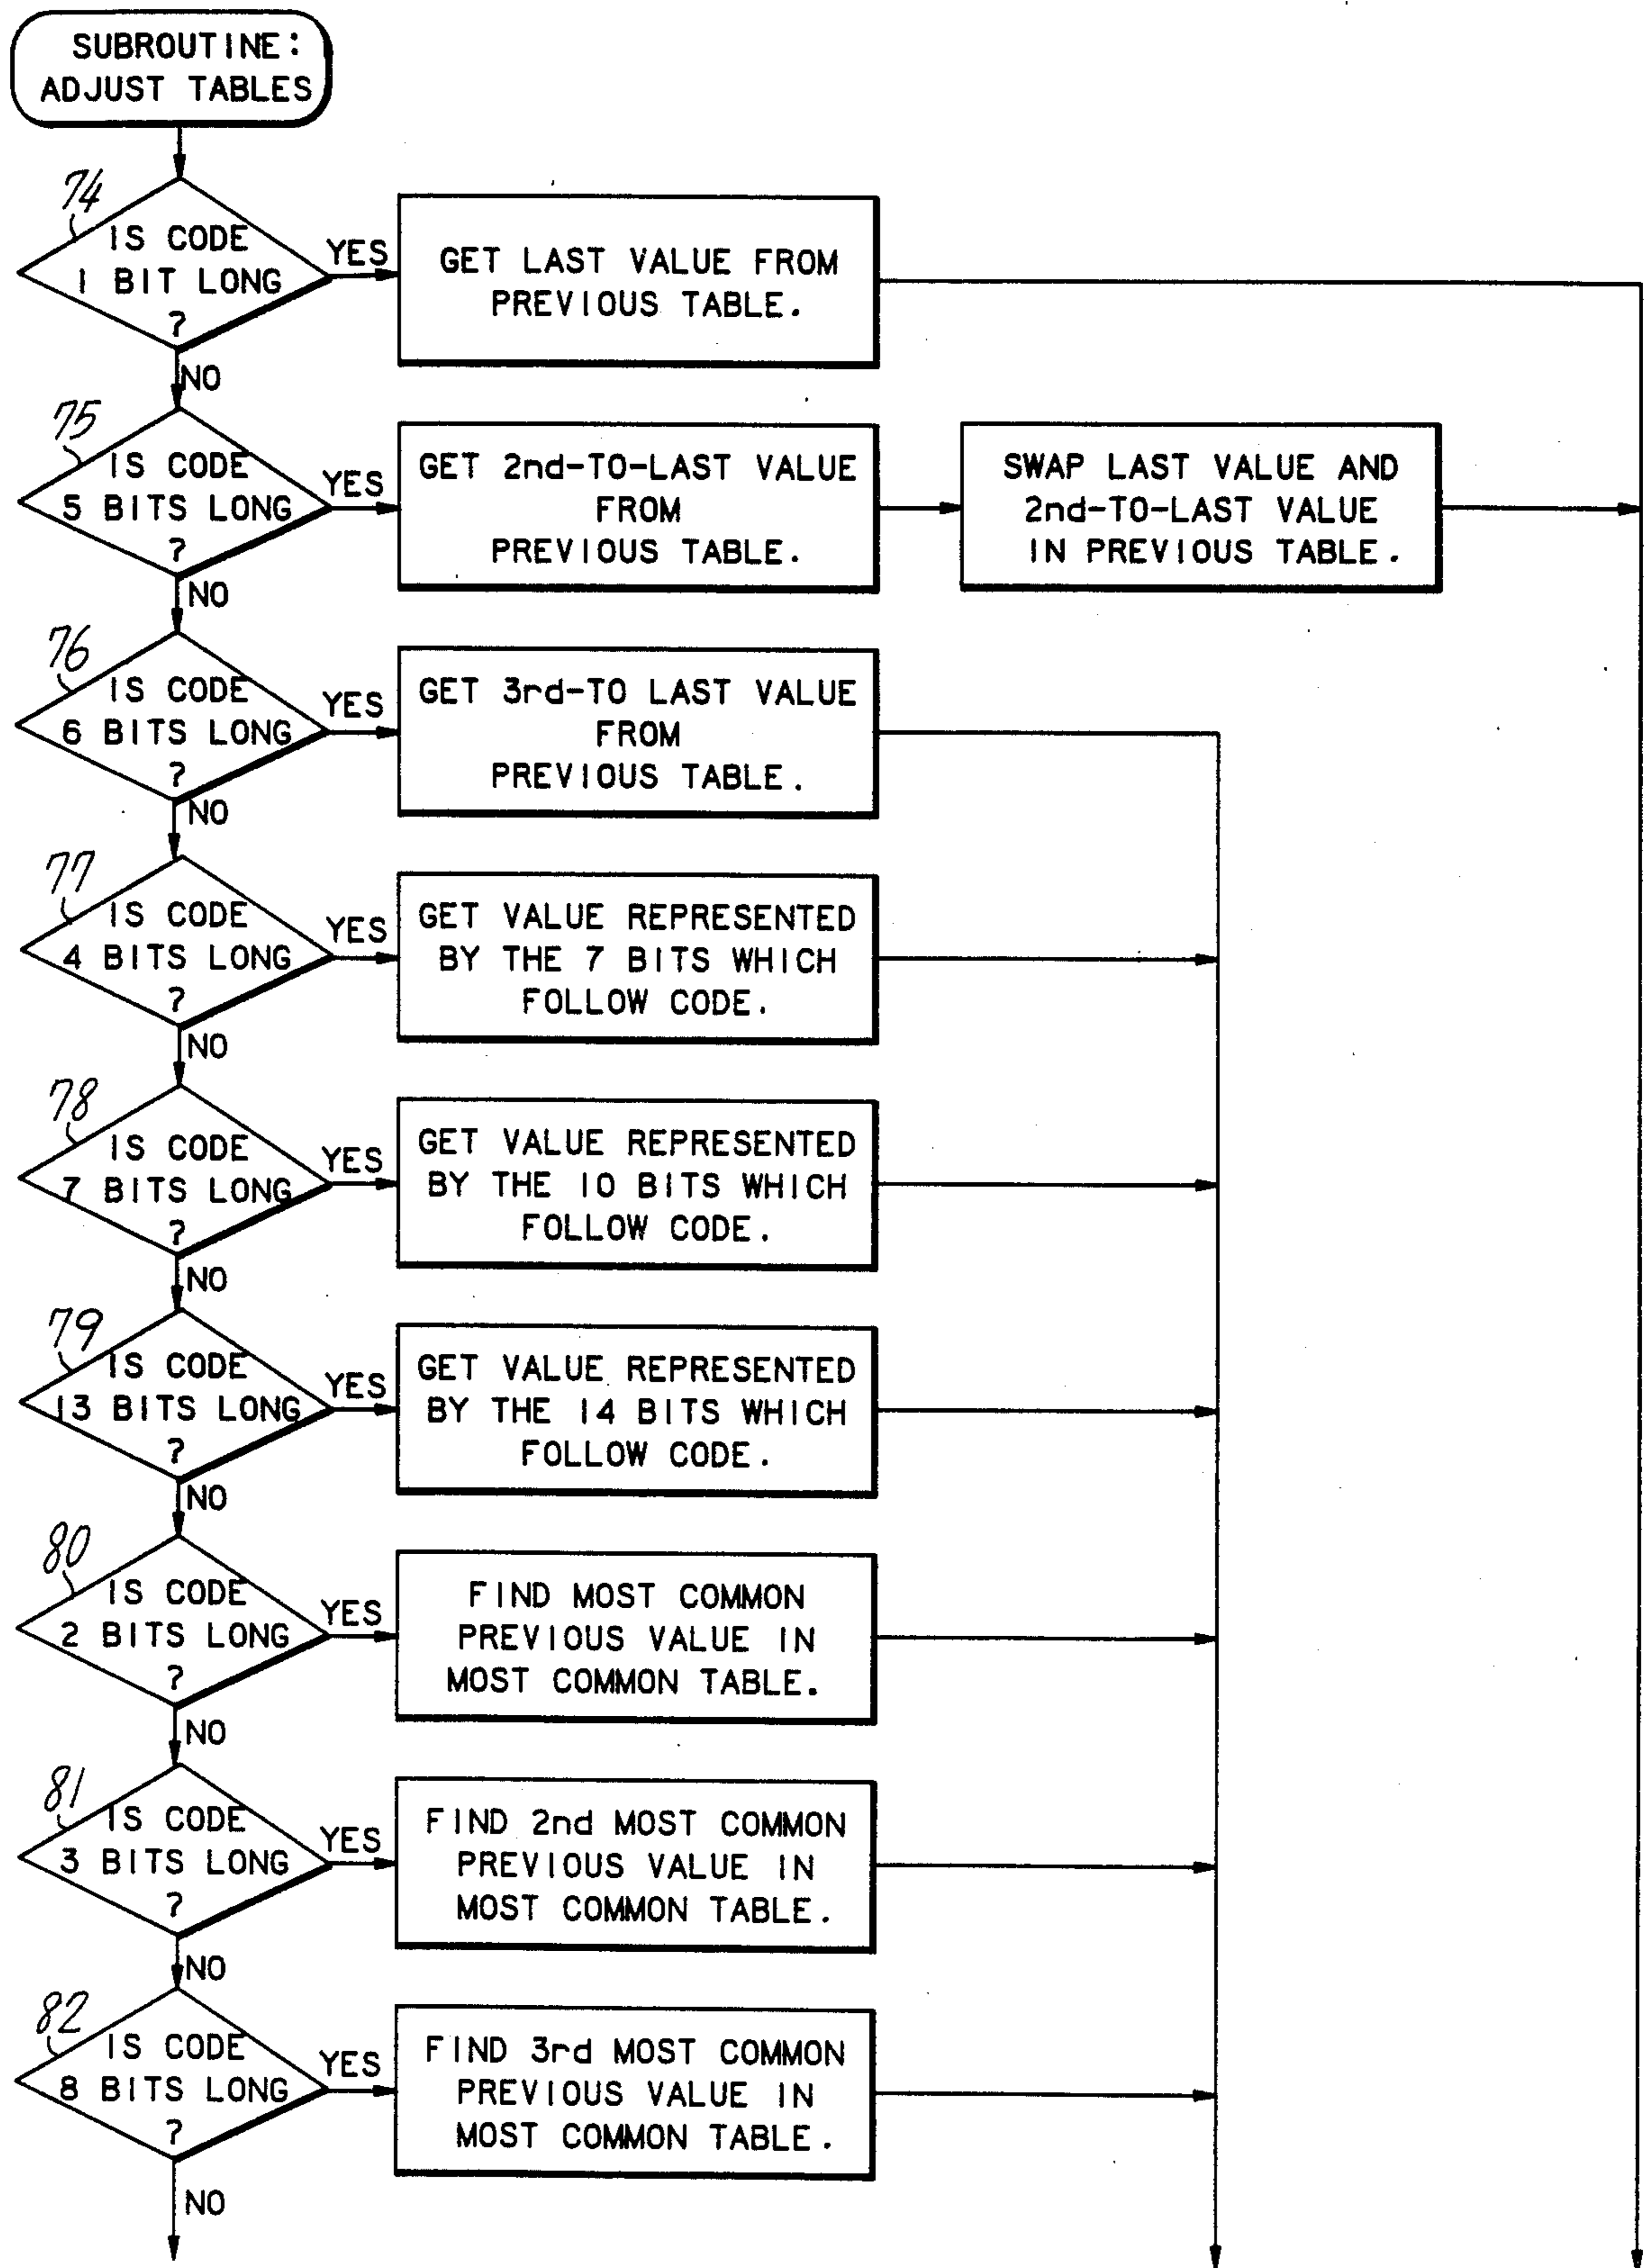 SUBROUTINE:
ADJUST TABLES
74
IS CODE
1 BIT LONG
?
YES
NO
GET LAST VALUE FROM
PREVIOUS TABLE.
75
IS CODE
5 BITS LONG
?
YES
NO
GET 2nd-TO-LAST VALUE
FROM
PREVIOUS TABLE.
SWAP LAST VALUE AND
2nd-TO-LAST VALUE
IN PREVIOUS TABLE.
76
IS CODE
6 BITS LONG
?
YES
NO
GET 3rd-TO LAST VALUE
FROM
PREVIOUS TABLE.
77
IS CODE
4 BITS LONG
?
YES
NO
GET VALUE REPRESENTED
BY THE 7 BITS WHICH
FOLLOW CODE.
78
IS CODE
7 BITS LONG
?
YES
NO
GET VALUE REPRESENTED
BY THE 10 BITS WHICH
FOLLOW CODE.
79
IS CODE
13 BITS LONG
?
YES
NO
GET VALUE REPRESENTED
BY THE 14 BITS WHICH
FOLLOW CODE.
80
IS CODE
2 BITS LONG
?
YES
NO
FIND MOST COMMON
PREVIOUS VALUE IN
MOST COMMON TABLE.
81
IS CODE
3 BITS LONG
?
YES
NO
FIND 2nd MOST COMMON
PREVIOUS VALUE IN
MOST COMMON TABLE.
82
IS CODE
8 BITS LONG
?
YES
NO
FIND 3rd MOST COMMON
PREVIOUS VALUE IN
MOST COMMON TABLE.